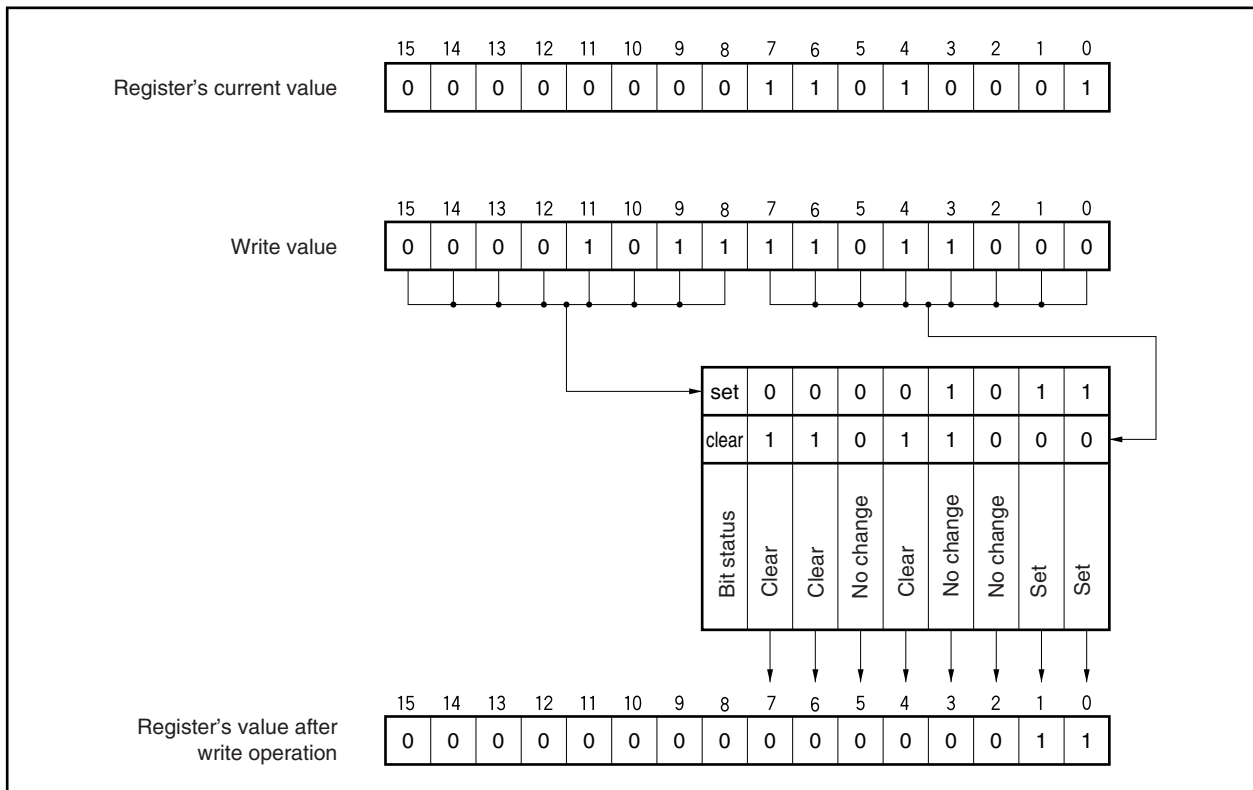 15 14 13 12 11 10 9 8 7 6 5 4 3 2 1 0
Register's current value 0 0 0 0 0 0 0 0 1 1 0 1 0 0 0 1
15 14 13 12 11 10 9 8 7 6 5 4 3 2 1 0
Write value 0 0 0 0 1 0 1 1 1 1 0 1 1 0 0 0
set 0 0 0 0 1 0 1 1
clear 1 1 0 1 1 0 0 0
Bit status Clear Clear No change Clear No change No change Set Set
15 14 13 12 11 10 9 8 7 6 5 4 3 2 1 0
Register's value after
write operation 0 0 0 0 0 0 0 0 0 0 0 0 0 0 1 1